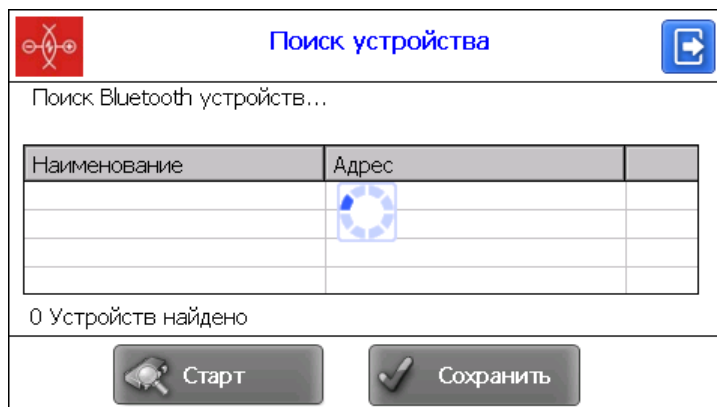 Поиск устройства
Поиск Bluetooth устройств...
Наименование Адрес
0 Устройств найдено
Старт Сохранить